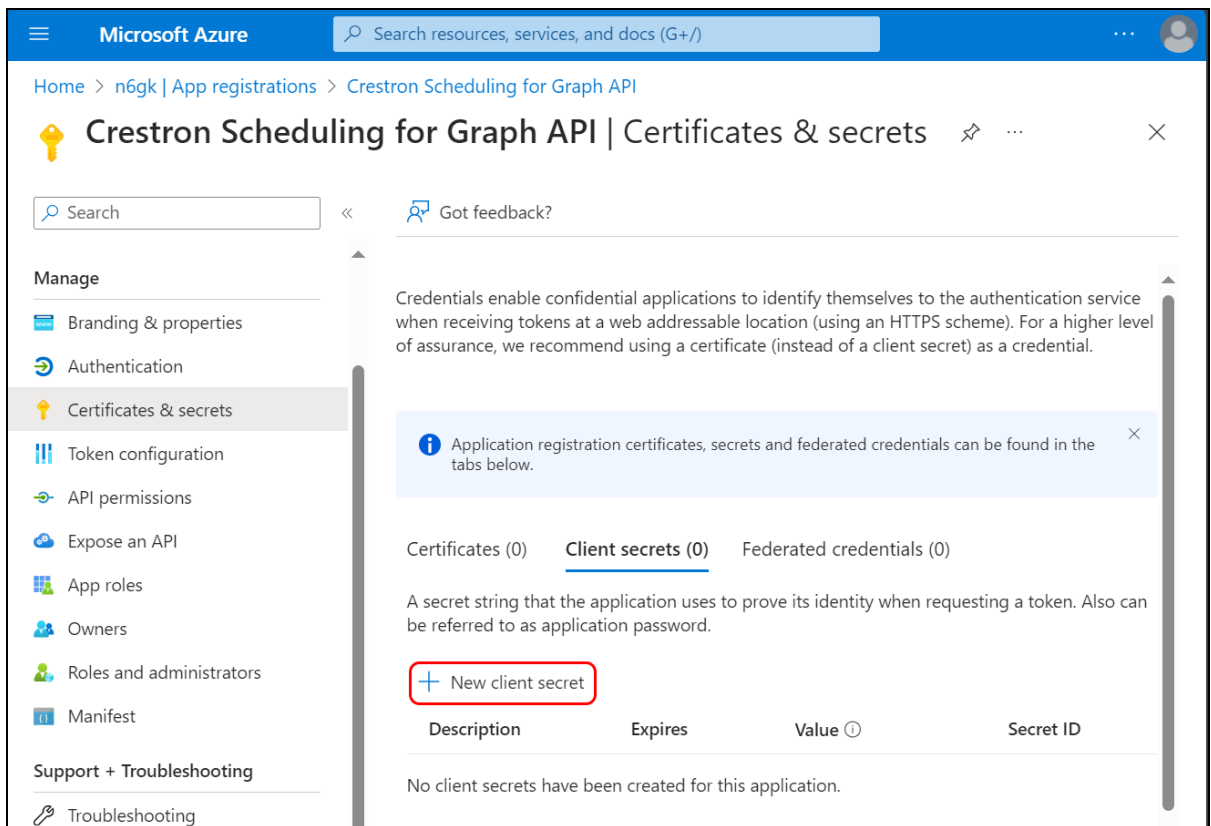 Microsoft Azure
Search resources, services, and docs (G+/)
...
Home > n6gk | App registrations > Crestron Scheduling for Graph API
Crestron Scheduling for Graph API | Certificates & secrets
...
Search
«
Got feedback?
Manage
Branding & properties
Authentication
Certificates & secrets
Token configuration
API permissions
Expose an API
App roles
Owners
Roles and administrators
Manifest
Support + Troubleshooting
Troubleshooting
Credentials enable confidential applications to identify themselves to the authentication service
when receiving tokens at a web addressable location (using an HTTPS scheme). For a higher level
of assurance, we recommend using a certificate (instead of a client secret) as a credential.
Application registration certificates, secrets and federated credentials can be found in the
tabs below.
Certificates (0) Client secrets (0) Federated credentials (0)
A secret string that the application uses to prove its identity when requesting a token. Also can
be referred to as application password.
+ New client secret
Description Expires Value Secret ID
No client secrets have been created for this application.